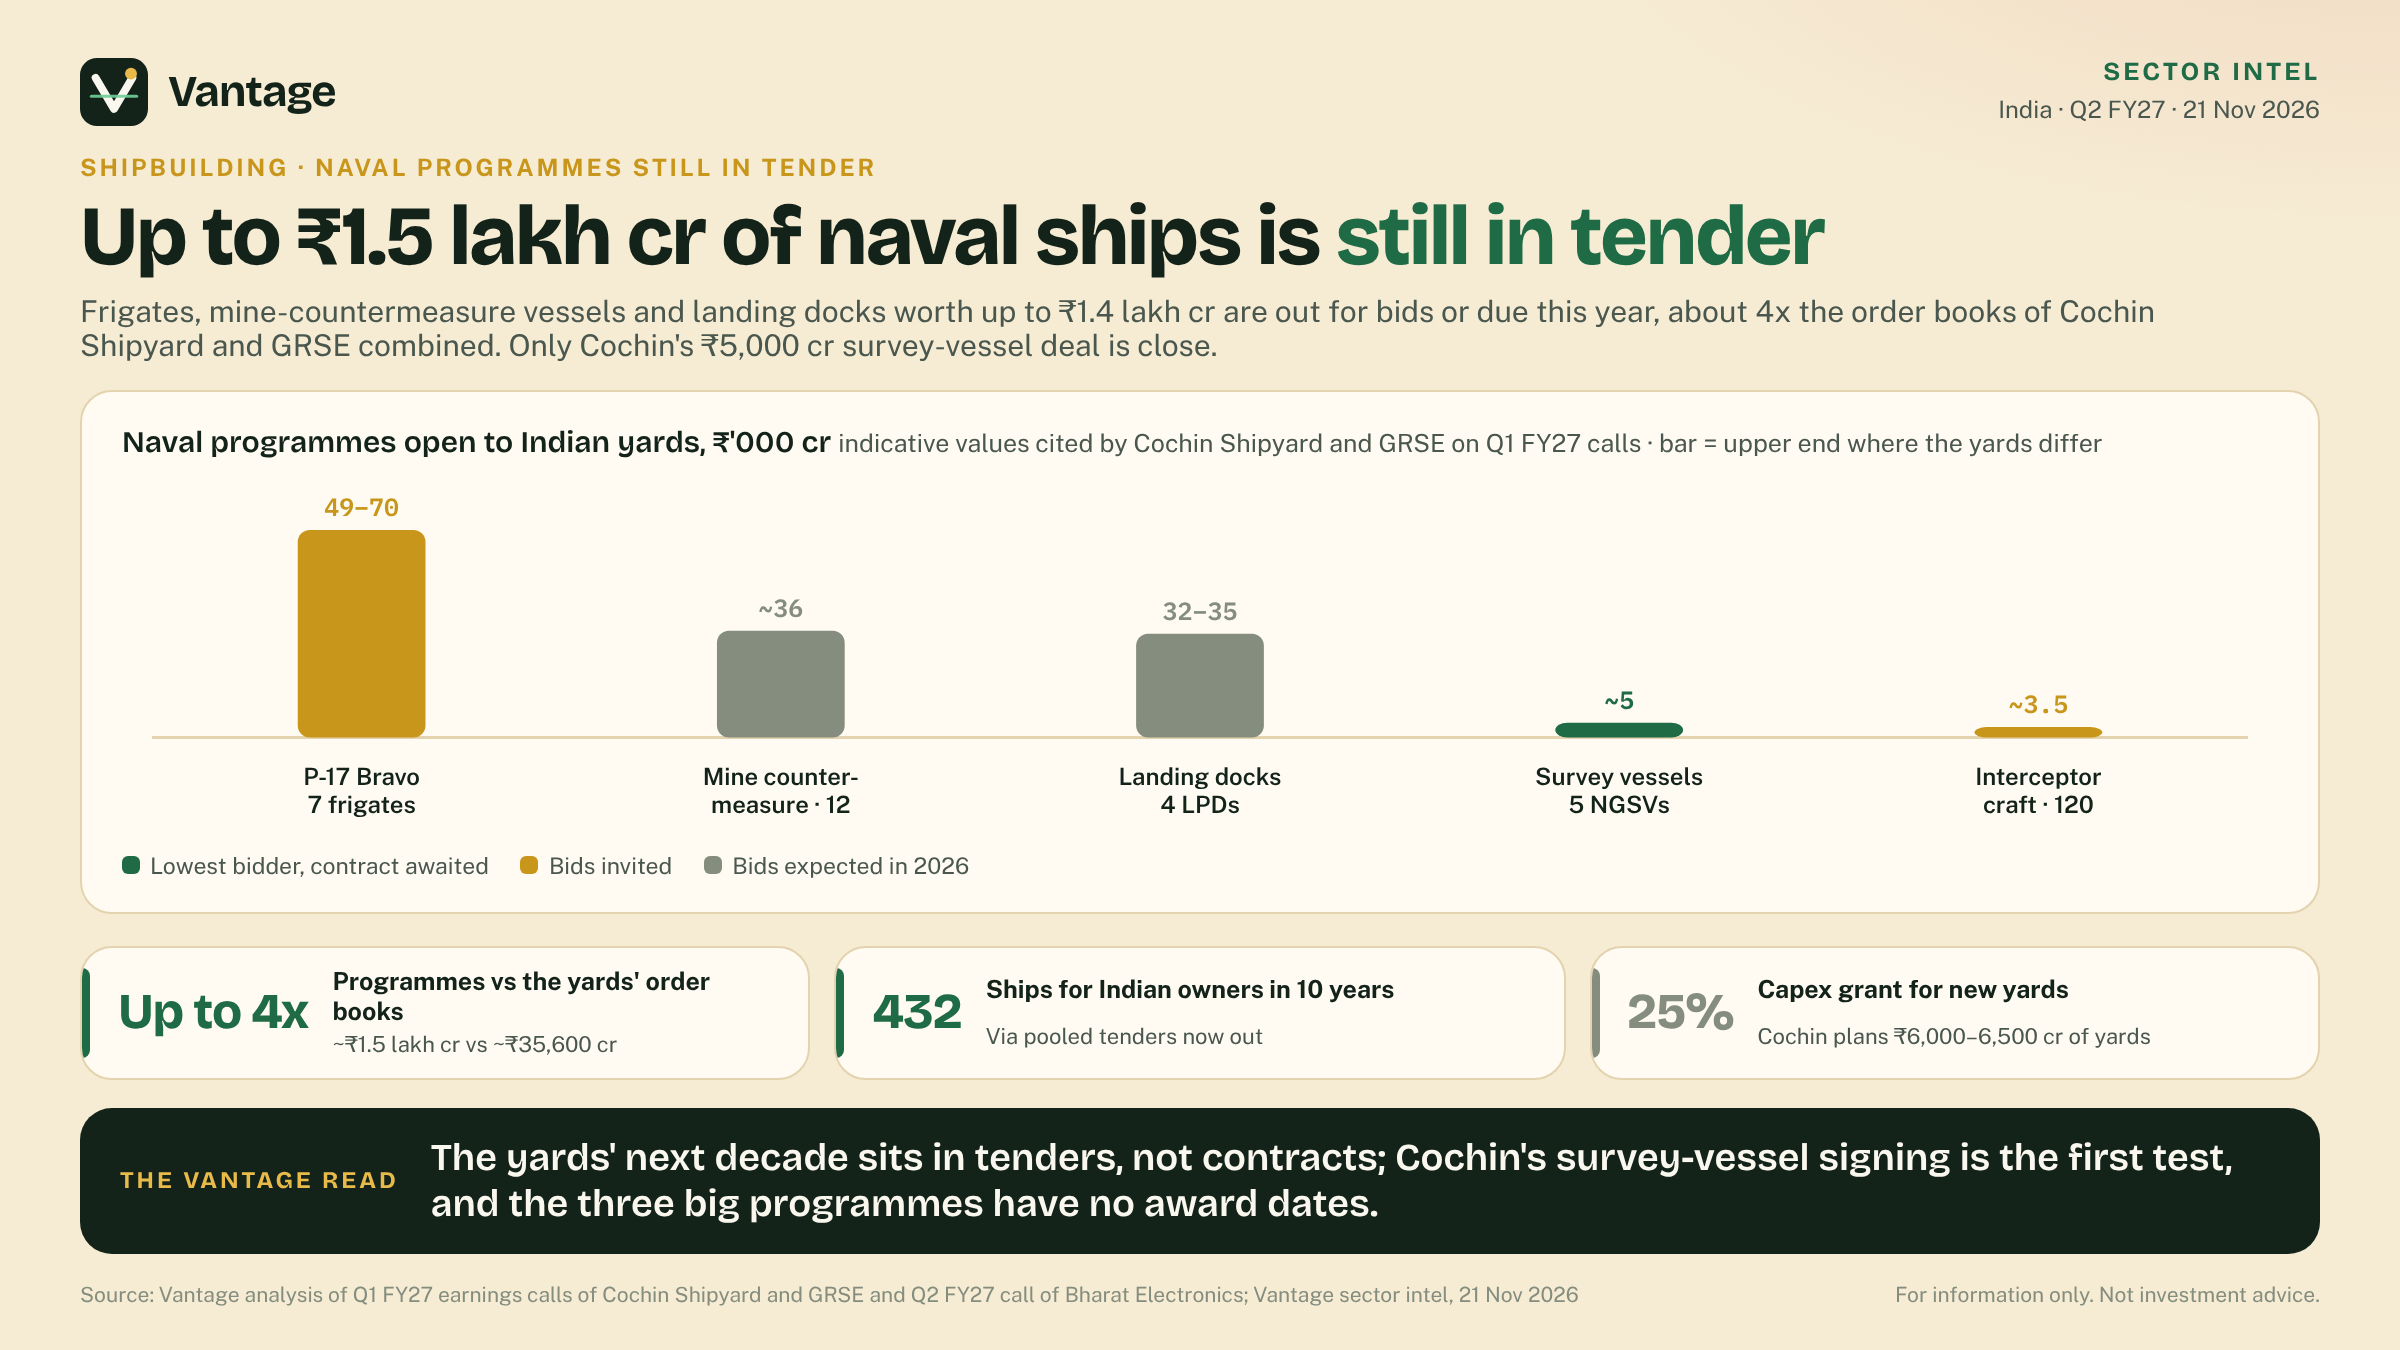 Vantage
SECTOR INTEL
India · Q2 FY27 · 21 Nov 2026
SHIPBUILDING · NAVAL PROGRAMMES STILL IN TENDER
Up to ₹1.5 lakh cr of naval ships is still in tender
Frigates, mine-countermeasure vessels and landing docks worth up to ₹1.4 lakh cr are out for bids or due this year, about 4x the order books of Cochin
Shipyard and GRSE combined. Only Cochin's ₹5,000 cr survey-vessel deal is close.
Naval programmes open to Indian yards, ₹'000 cr indicative values cited by Cochin Shipyard and GRSE on Q1 FY27 calls · bar = upper end where the yards differ
49–70
~36
32–35
~5
~3.5
P-17 Bravo
7 frigates
Mine counter-
measure · 12
Landing docks
4 LPDs
Survey vessels
5 NGSVs
Interceptor
craft · 120
Lowest bidder, contract awaited
Bids invited
Bids expected in 2026
Up to 4x
Programmes vs the yards' order
books
~₹1.5 lakh cr vs ~₹35,600 cr
432
Ships for Indian owners in 10 years
Via pooled tenders now out
25%
Capex grant for new yards
Cochin plans ₹6,000–6,500 cr of yards
THE VANTAGE READ
The yards' next decade sits in tenders, not contracts; Cochin's survey-vessel signing is the first test,
and the three big programmes have no award dates.
Source: Vantage analysis of Q1 FY27 earnings calls of Cochin Shipyard and GRSE and Q2 FY27 call of Bharat Electronics; Vantage sector intel, 21 Nov 2026
For information only. Not investment advice.